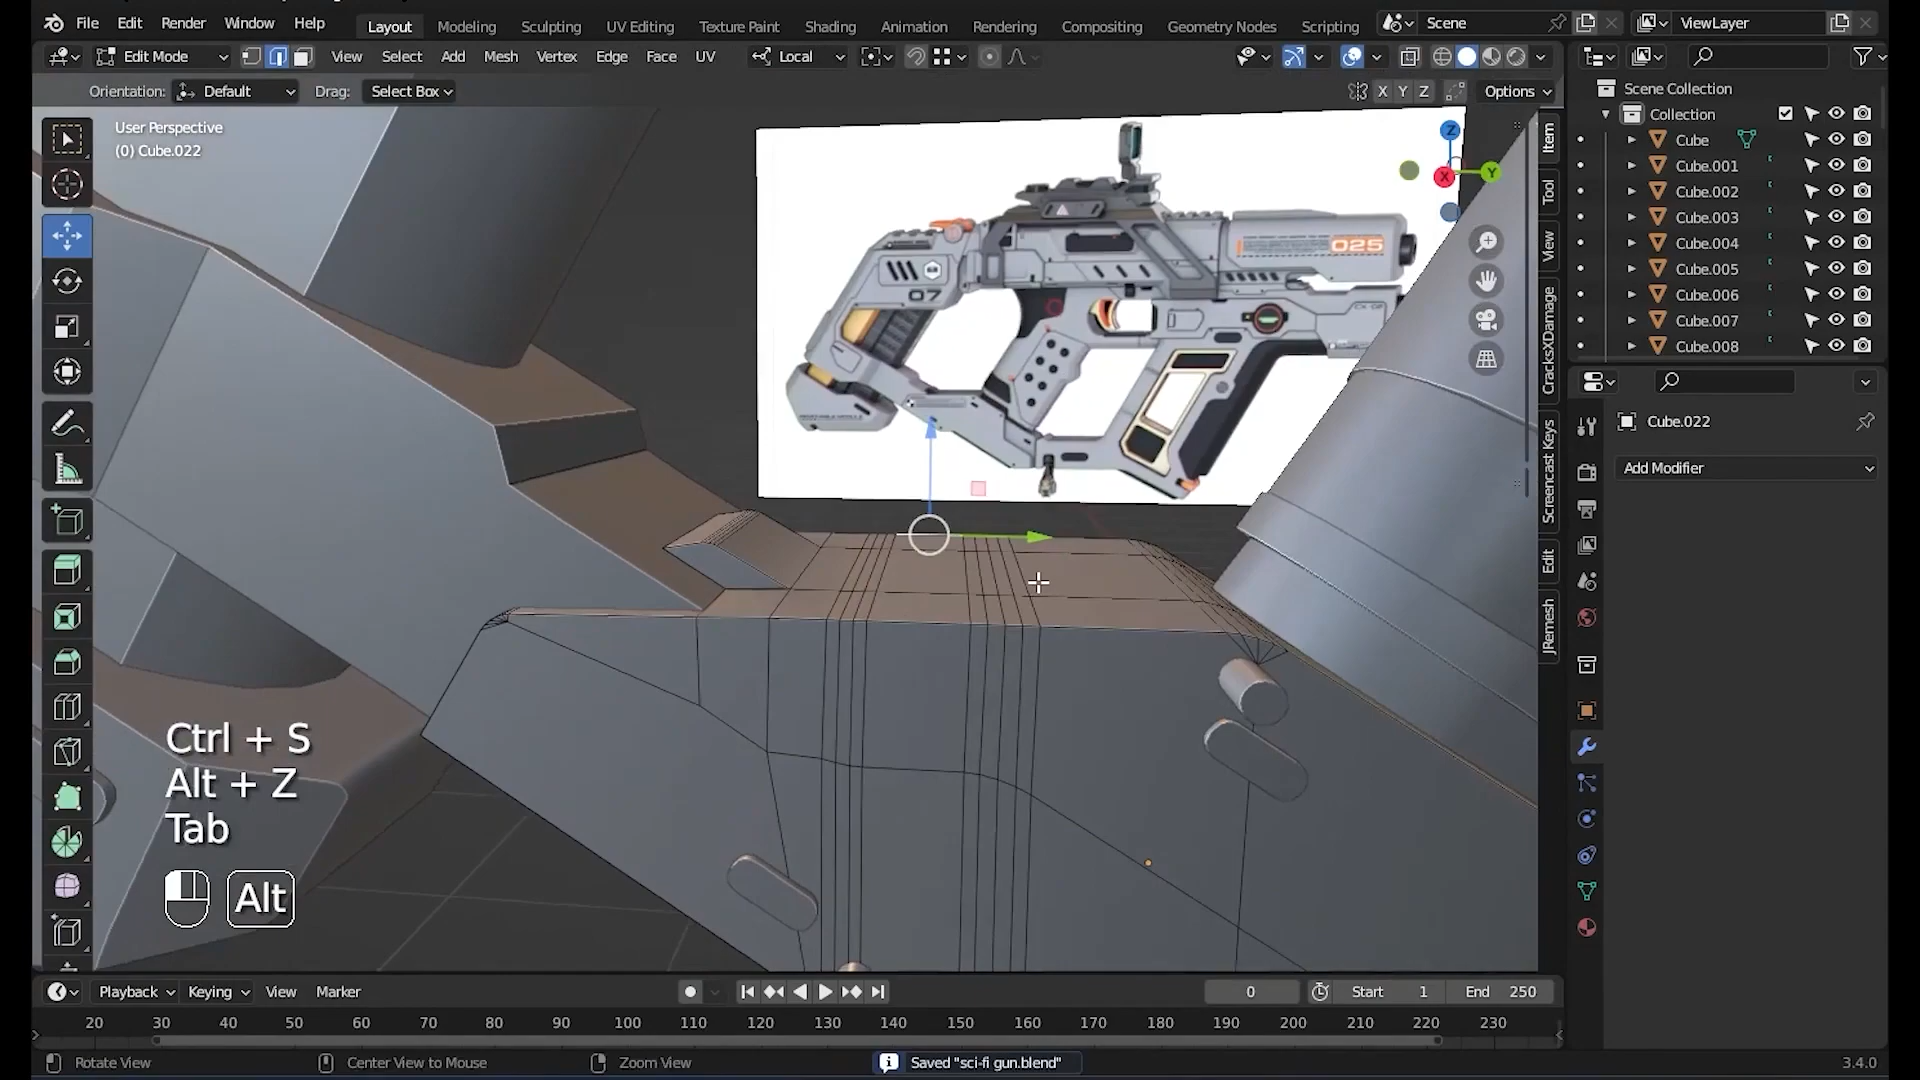 File Edit Render Window Help
Layout Modeling Sculpting UV Editing Texture Paint Shading Animation Rendering Compositing Geometry Nodes Scripting
Scene
ViewLayer
Edit Mode
View Select Add Mesh Vertex Edge Face UV
Local
Orientation: Default Drag: Select Box
X Y Z
Options
User Perspective
(0) Cube.022
Scene Collection
Collection
Cube
Cube.001
Cube.002
Cube.003
Cube.004
Cube.005
Cube.006
Cube.007
Cube.008
Item
Tool
View
CracksXDamage
Screencast Keys
Edit
JRemesh
Z
X
Y
025
07
Cube.022
Add Modifier
Ctrl + S
Alt + Z
Tab
Alt
Playback Keying View Marker
0
Start 1 End 250
20 30 40 50 60 70 80 90 100 110 120 130 140 150 160 170 180 190 200 210 220 230
Rotate View Center View to Mouse Zoom View
Saved "sci-fi gun.blend"
3.4.0